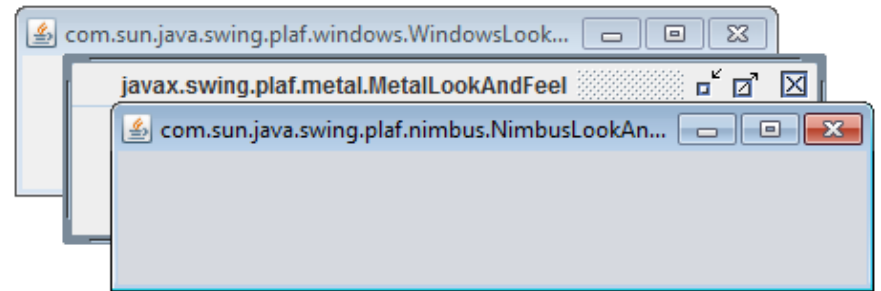 com.sun.java.swing.plaf.windows.WindowsLook...
javax.swing.plaf.metal.MetalLookAndFeel
com.sun.java.swing.plaf.nimbus.NimbusLookAn...